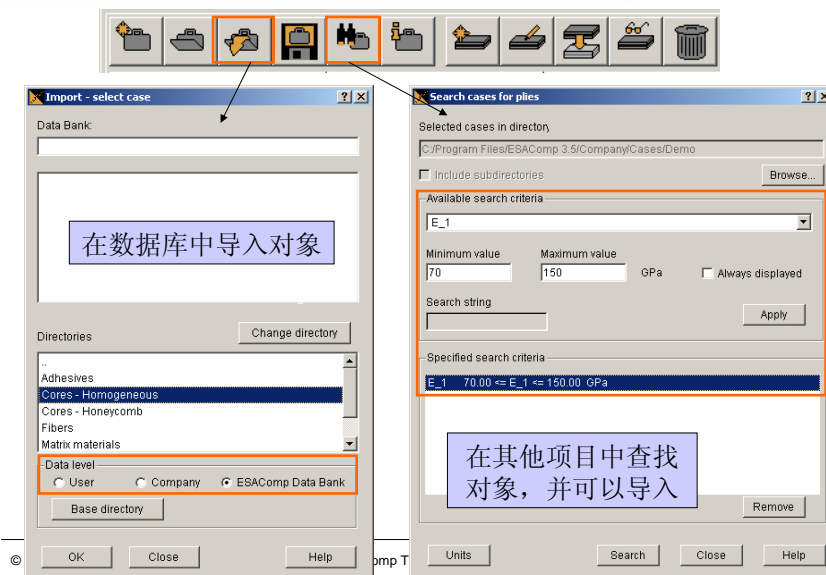 Import - select case
Data Bank:
在数据库中导入对象
Directories
Change directory
..
Adhesives
Cores - Homogeneous
Cores - Honeycomb
Fibers
Matrix materials
Data level
User Company ESAComp Data Bank
Base directory
OK Close Help
Search cases for plies
Selected cases in directory
C:/Program Files/ESAComp 3.5/Company/Cases/Demo
Include subdirectories Browse...
Available search criteria
E_1
Minimum value Maximum value
70 150 GPa Always displayed
Search string
Apply
Specified search criteria
E_1 70.00 <= E_1 <= 150.00 GPa
在其他项目中查找
对象，并可以导入
Remove
Units Search Close Help
©
omp T